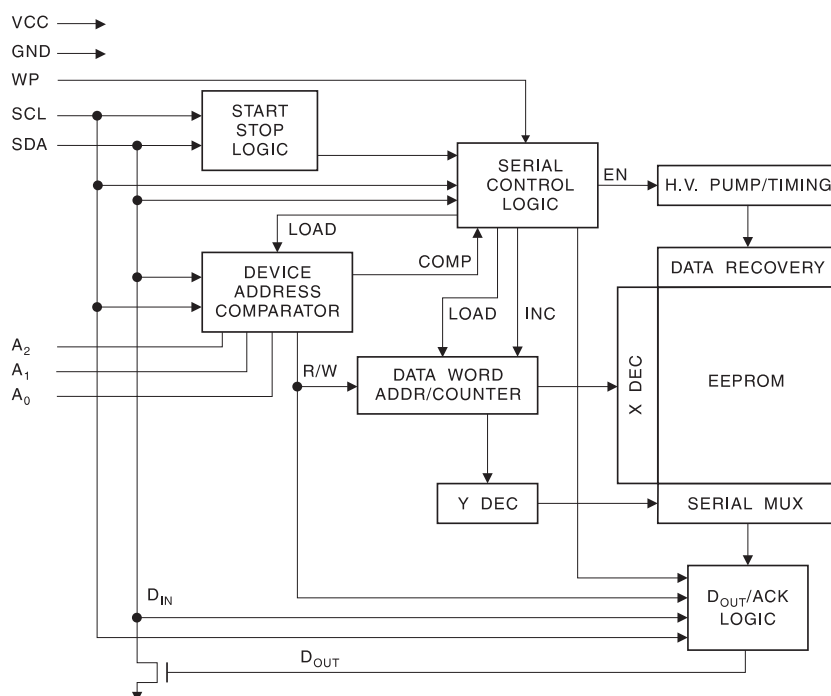 VCC
GND
WP
SCL
SDA
START
STOP
LOGIC
SERIAL
CONTROL
LOGIC
EN
H.V. PUMP/TIMING
LOAD
COMP
DEVICE
ADDRESS
COMPARATOR
DATA RECOVERY
LOAD
INC
A2
A1
A0
R/W
DATA WORD
ADDR/COUNTER
X DEC
EEPROM
Y DEC
SERIAL MUX
DIN
DOUT/ACK
LOGIC
DOUT